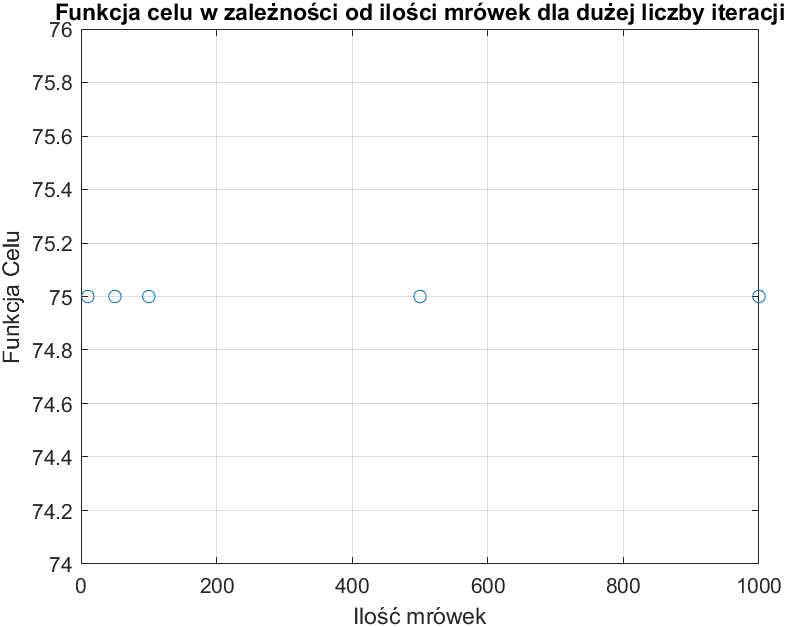 Funkcja celu w zależności od ilości mrówek dla dużej liczby iteracji
76
75.8
75.6
75.4
75.2
75
74.8
74.6
74.4
74.2
74
Funkcja Celu
0 200 400 600 800 1000
Ilość mrówek